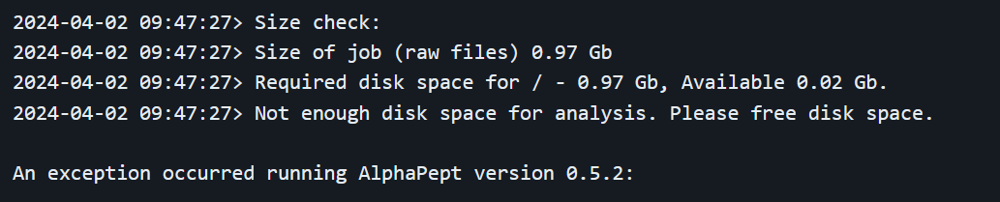 2024-04-02 09:47:27> Size check:
2024-04-02 09:47:27> Size of job (raw files) 0.97 Gb
2024-04-02 09:47:27> Required disk space for / - 0.97 Gb, Available 0.02 Gb.
2024-04-02 09:47:27> Not enough disk space for analysis. Please free disk space.
An exception occurred running AlphaPept version 0.5.2: